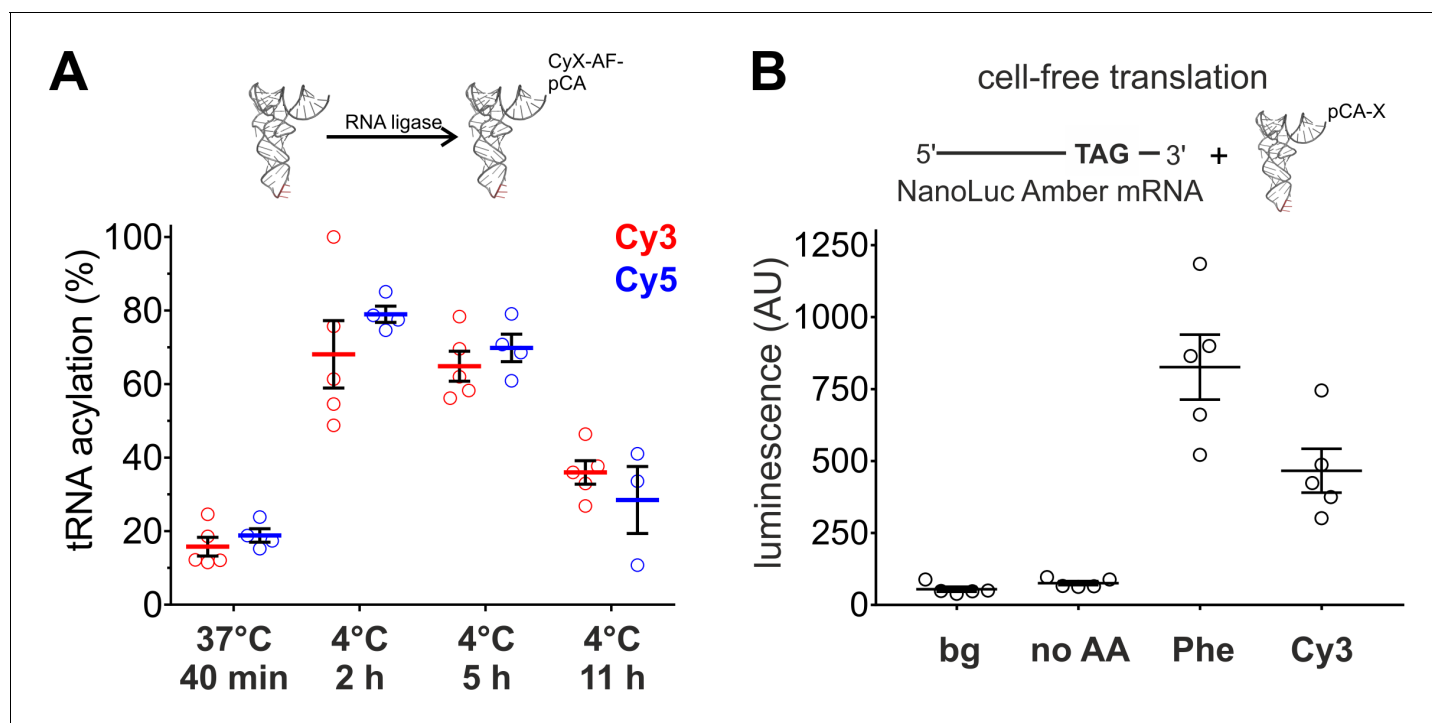 A
CyX-AF-
pCA
RNA ligase
tRNA acylation (%)
100
80
60
40
20
0
Cy3
Cy5
37°C
40 min
4°C
2 h
4°C
5 h
4°C
11 h
B
cell-free translation
pCA-X
5' TAG 3' +
NanoLuc Amber mRNA
luminescence (AU)
1250
1000
750
500
250
0
bg
no AA
Phe
Cy3